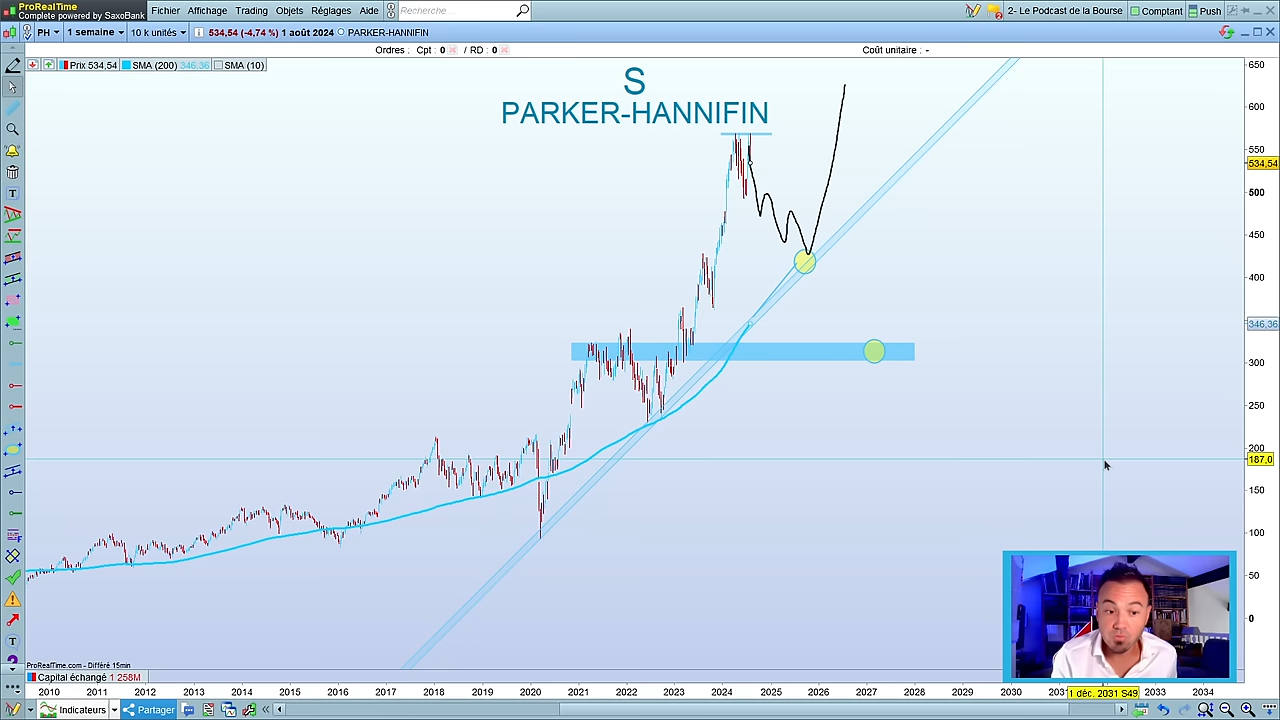 ProRealTime
Complete powered by SaxoBank
Fichier Affichage Trading Objets Réglages Aide
Recherche
2- Le Podcast de la Bourse Comptant Push
PH 1 semaine 10 k unités 534,54 (-4,74 %) 1 août 2024 PARKER-HANNIFIN
Ordres : Cpt : 0 / RD : 0 Coût unitaire : -
Prix 534,54 SMA (200) 346,36 SMA (10)
S
PARKER-HANNIFIN
650
600
550
534,54
500
450
400
346,36
300
250
200
187,0
150
100
50
0
ProRealTime.com - Différé 15min
Capital échangé 1 258M
2010 2011 2012 2013 2014 2015 2016 2017 2018 2019 2020 2021 2022 2023 2024 2025 2026 2027 2028 2029 2030 1 déc. 2031 S49 2033 2034
Indicateurs Partager